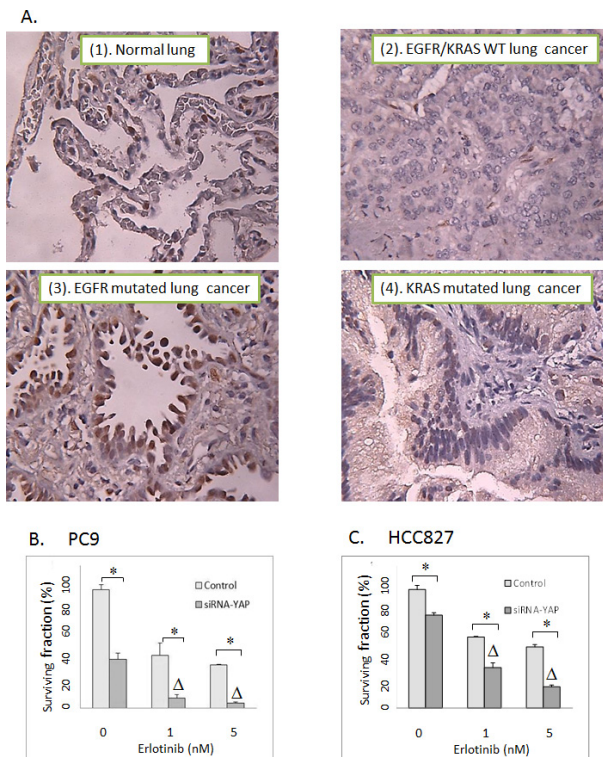 A.
(1). Normal lung
(2). EGFR/KRAS WT lung cancer
(3). EGFR mutated lung cancer
(4). KRAS mutated lung cancer
B. PC9
Surviving fraction (%)
0 20 40 60 80 100
Control
siRNA-YAP
*
*
*
Δ
Δ
0 1 5
Erlotinib (nM)
C. HCC827
Surviving fraction (%)
0 20 40 60 80 100
Control
siRNA-YAP
*
*
*
Δ
Δ
0 1 5
Erlotinib (nM)